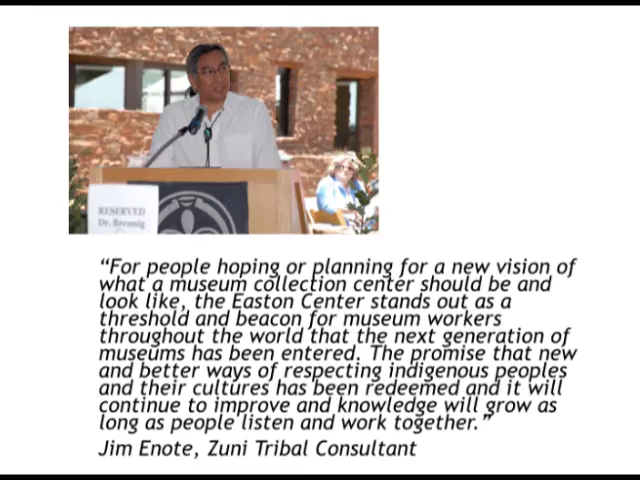 RESERVED
Dr. Breunig
“For people hoping or planning for a new vision of
what a museum collection center should be and
look like, the Easton Center stands out as a
threshold and beacon for museum workers
throughout the world that the next generation of
museums has been entered. The promise that new
and better ways of respecting indigenous peoples
and their cultures has been redeemed and it will
continue to improve and knowledge will grow as
long as people listen and work together.”
Jim Enote, Zuni Tribal Consultant